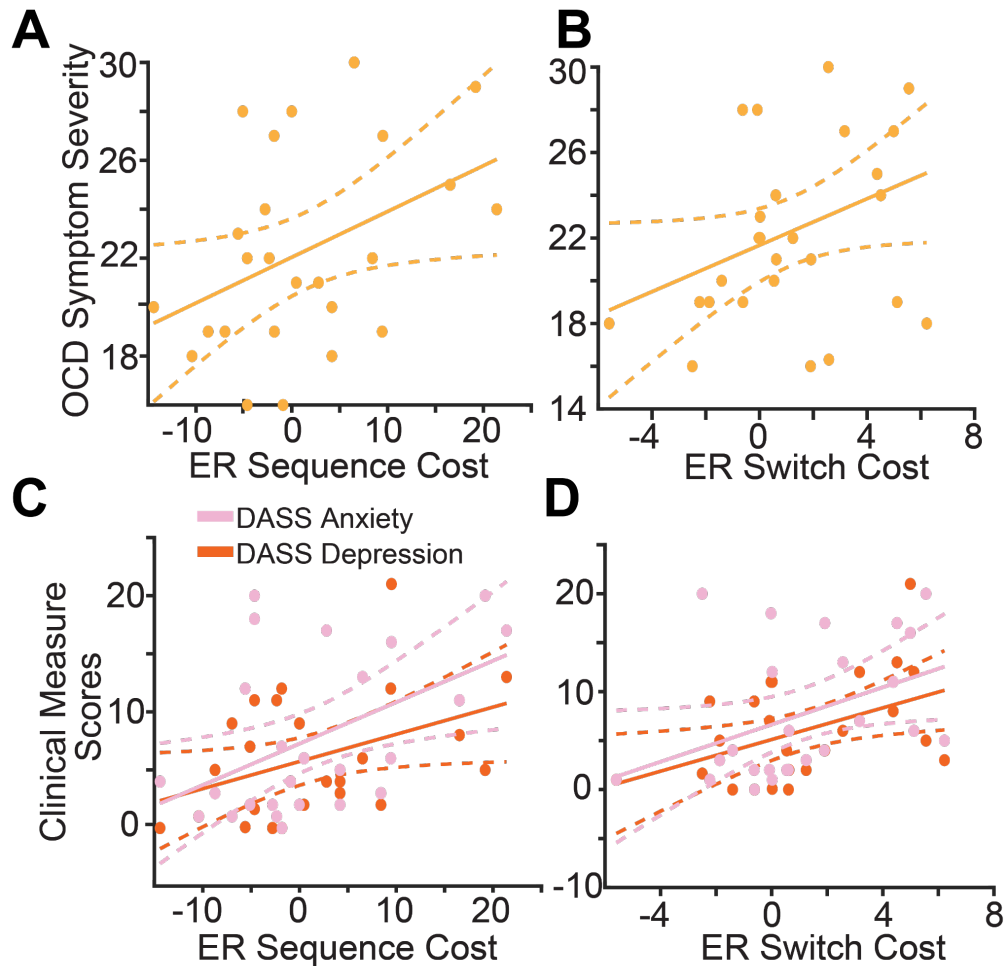 A
B
OCD Symptom Severity
30
26
22
18
-10
0
10
20
ER Sequence Cost
30
26
22
18
14
-4
0
4
8
ER Switch Cost
C
D
DASS Anxiety
DASS Depression
Clinical Measure
Scores
20
10
0
-10
0
10
20
ER Sequence Cost
20
10
0
-10
-4
0
4
8
ER Switch Cost